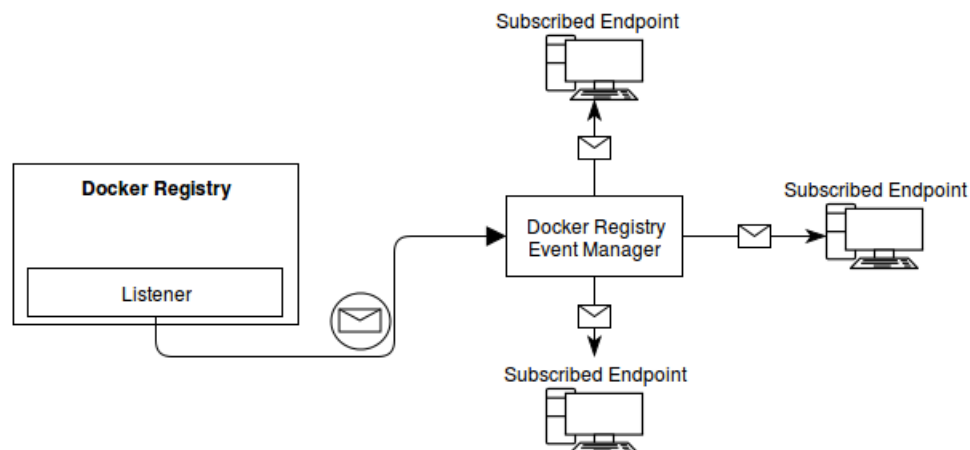 Subscribed Endpoint
Docker Registry
Listener
Docker Registry
Event Manager
Subscribed Endpoint
Subscribed Endpoint